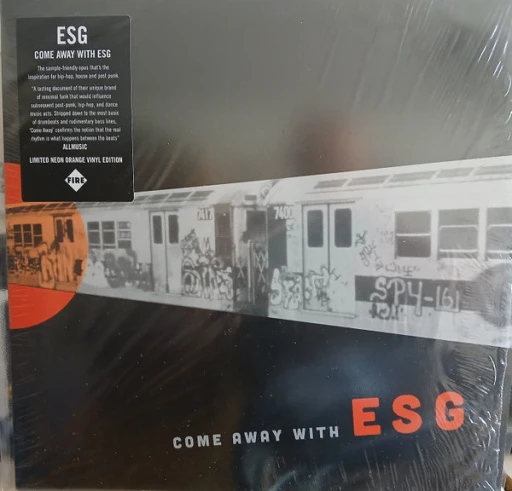 ESG
COME AWAY WITH ESG
The sample-friendly opus that's the
inspiration for hip-hop, house and post punk.
"A lasting document of their unique brand
of minimal funk that would influence
subsequent post-punk, hip-hop, and dance
music acts. Stripped down to the most basic
of drumbeats and rudimentary bass lines,
'Come Away' confirms the notion that the real
rhythm is what happens between the beats"
ALLMUSIC
LIMITED NEON ORANGE VINYL EDITION
FIRE
7400
SPY-161
COME AWAY WITH ESG